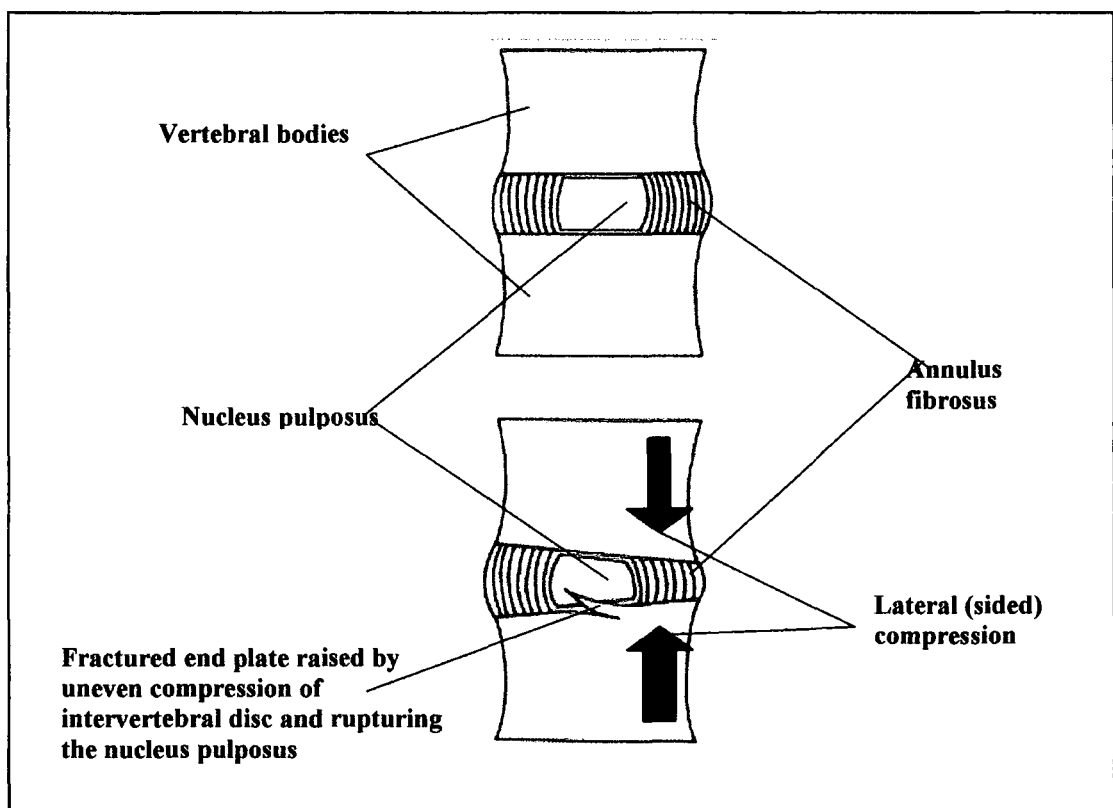 Vertebral bodies
Nucleus pulposus
Annulus
fibrosus
Lateral (sided)
compression
Fractured end plate raised by
uneven compression of
intervertebral disc and rupturing
the nucleus pulposus